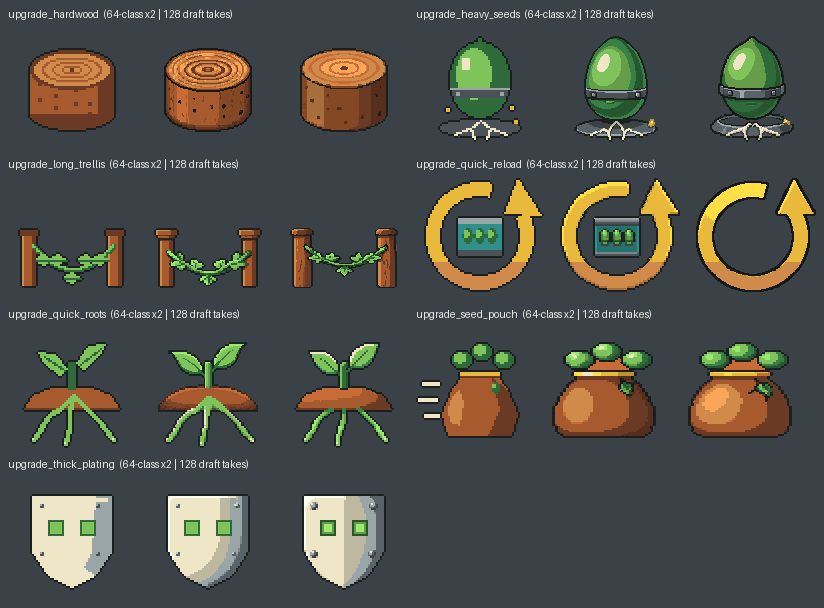 upgrade_hardwood (64-class x2 | 128 draft takes)
upgrade_heavy_seeds (64-class x2 | 128 draft takes)
upgrade_long_trellis (64-class x2 | 128 draft takes)
upgrade_quick_reload (64-class x2 | 128 draft takes)
upgrade_quick_roots (64-class x2 | 128 draft takes)
upgrade_seed_pouch (64-class x2 | 128 draft takes)
upgrade_thick_plating (64-class x2 | 128 draft takes)